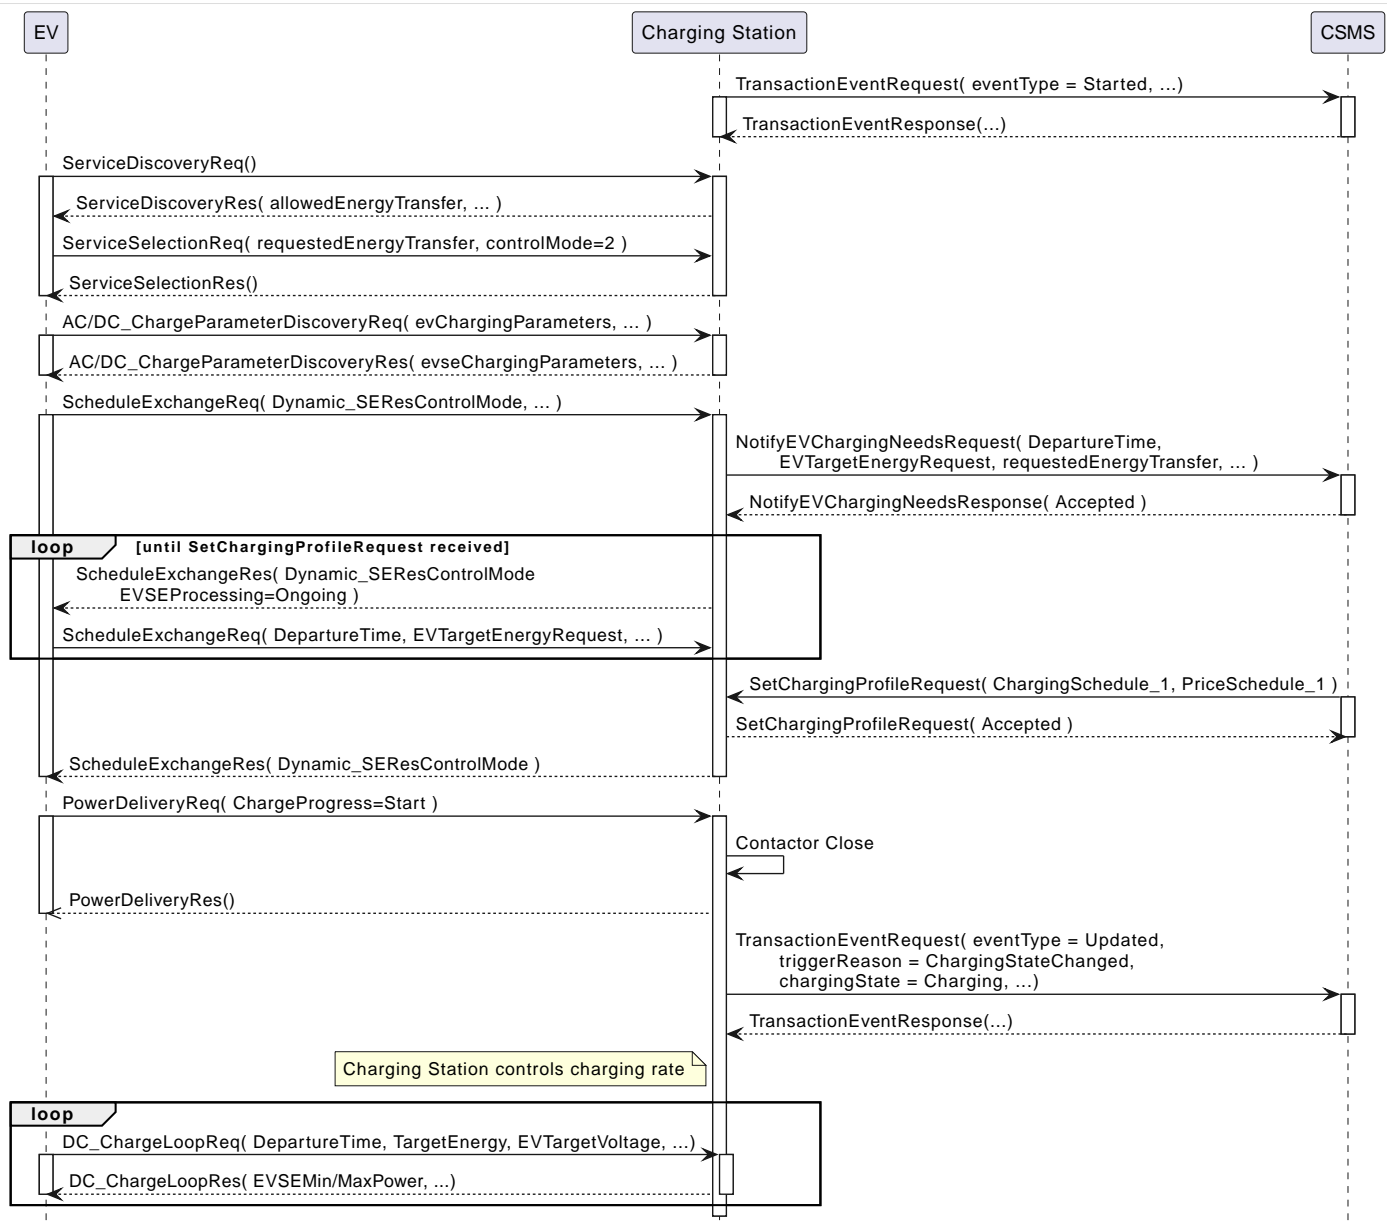 EV
Charging Station
CSMS
TransactionEventRequest( eventType = Started, ...)
TransactionEventResponse(...)
ServiceDiscoveryReq()
ServiceDiscoveryRes( allowedEnergyTransfer, ... )
ServiceSelectionReq( requestedEnergyTransfer, controlMode=2 )
ServiceSelectionRes()
AC/DC_ChargeParameterDiscoveryReq( evChargingParameters, ... )
AC/DC_ChargeParameterDiscoveryRes( evseChargingParameters, ... )
ScheduleExchangeReq( Dynamic_SEResControlMode, ... )
NotifyEVChargingNeedsRequest( DepartureTime,
EVTargetEnergyRequest, requestedEnergyTransfer, ... )
NotifyEVChargingNeedsResponse( Accepted )
loop
[until SetChargingProfileRequest received]
ScheduleExchangeRes( Dynamic_SEResControlMode
EVSEProcessing=Ongoing )
ScheduleExchangeReq( DepartureTime, EVTargetEnergyRequest, ... )
SetChargingProfileRequest( ChargingSchedule_1, PriceSchedule_1 )
SetChargingProfileRequest( Accepted )
ScheduleExchangeRes( Dynamic_SEResControlMode )
PowerDeliveryReq( ChargeProgress=Start )
Contactor Close
PowerDeliveryRes()
TransactionEventRequest( eventType = Updated,
triggerReason = ChargingStateChanged,
chargingState = Charging, ...)
TransactionEventResponse(...)
Charging Station controls charging rate
loop
DC_ChargeLoopReq( DepartureTime, TargetEnergy, EVTargetVoltage, ...)
DC_ChargeLoopRes( EVSEMin/MaxPower, ...)